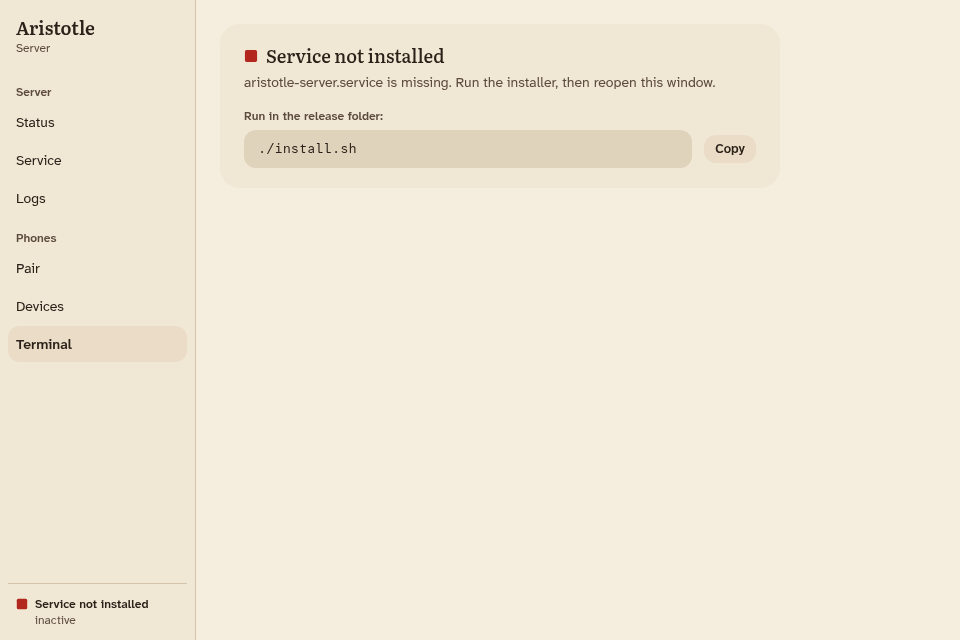 Aristotle
Server
Server
Status
Service
Logs
Phones
Pair
Devices
Terminal
Service not installed
inactive
Service not installed
aristotle-server.service is missing. Run the installer, then reopen this window.
Run in the release folder:
./install.sh
Copy